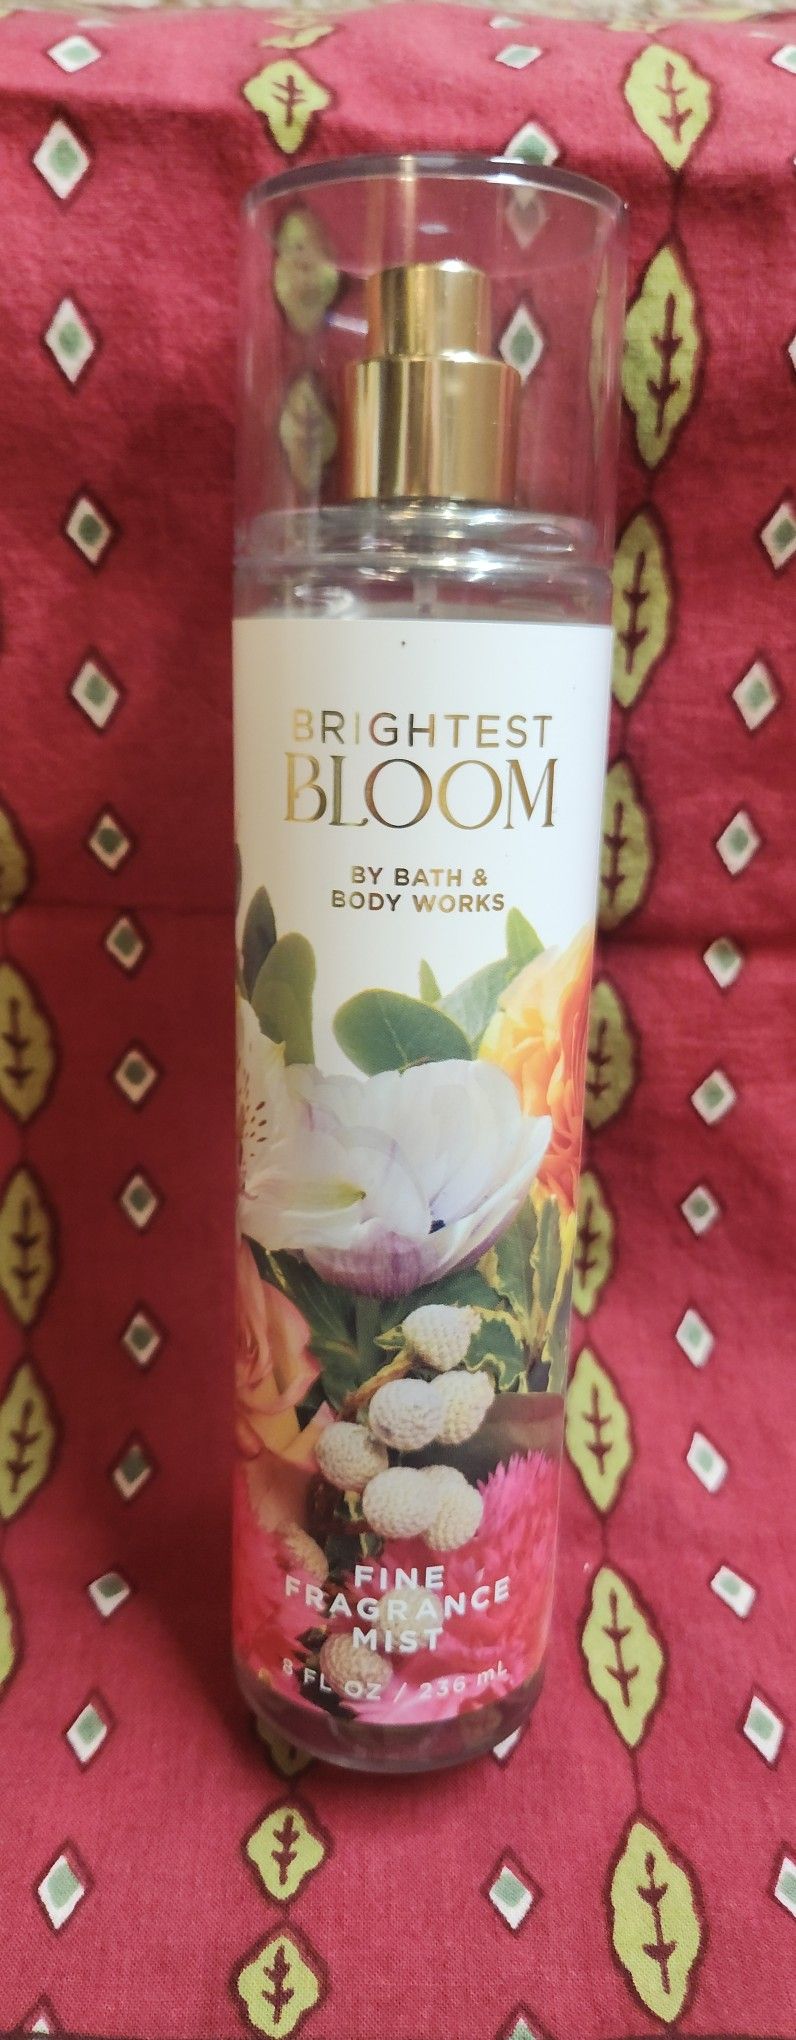 BRIGHTEST
BLOOM
BY BATH &
BODY WORKS
FINE
FRAGRANCE
MIST
8 FL OZ / 236 mL